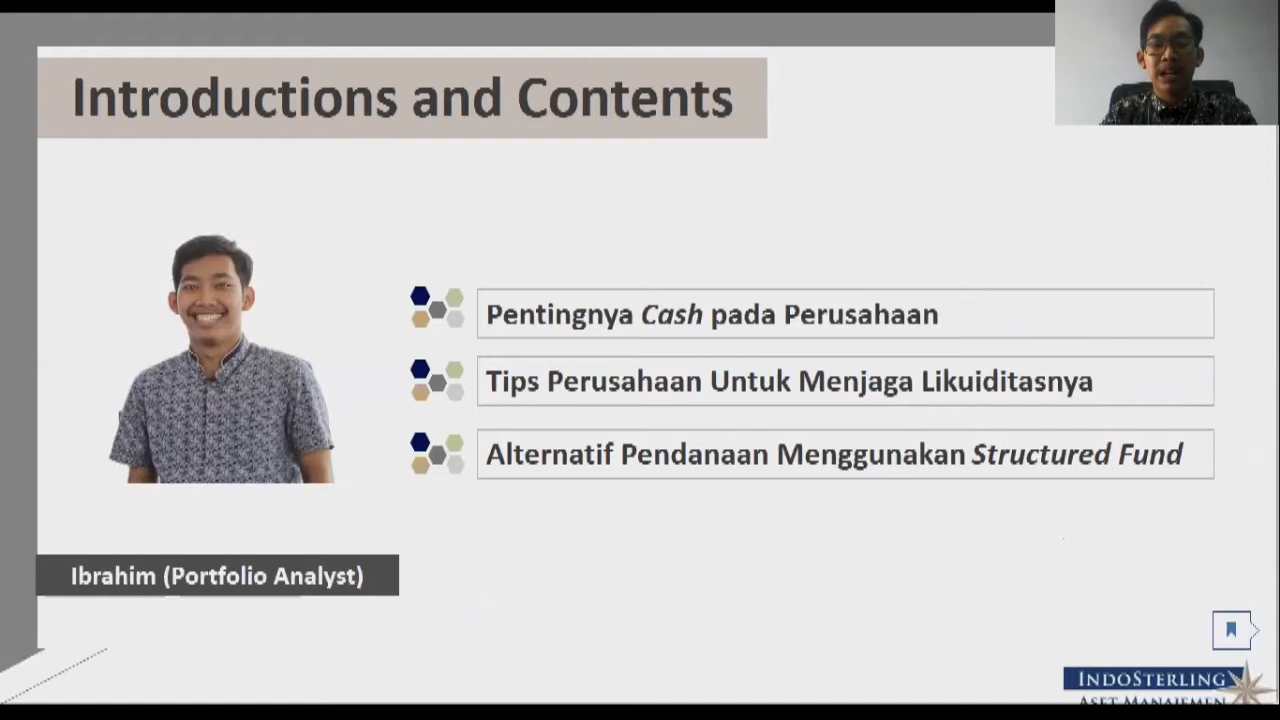 Introductions and Contents
Pentingnya Cash pada Perusahaan
Tips Perusahaan Untuk Menjaga Likuiditasnya
Alternatif Pendanaan Menggunakan Structured Fund
Ibrahim (Portfolio Analyst)
INDOSTERLING
ASET MANAJEMEN